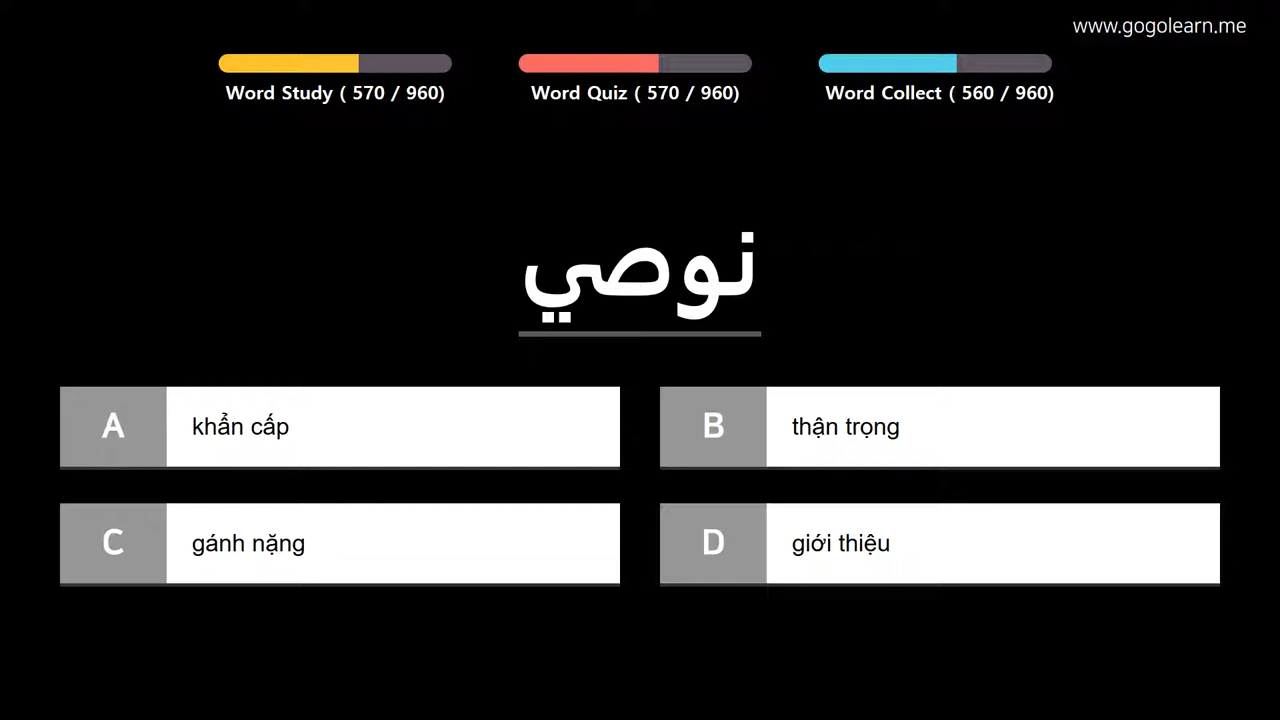 www.gogolearn.me
Word Study ( 570 / 960)
Word Quiz ( 570 / 960)
Word Collect ( 560 / 960)
نوصي
A
khẩn cấp
B
thận trọng
C
gánh nặng
D
giới thiệu